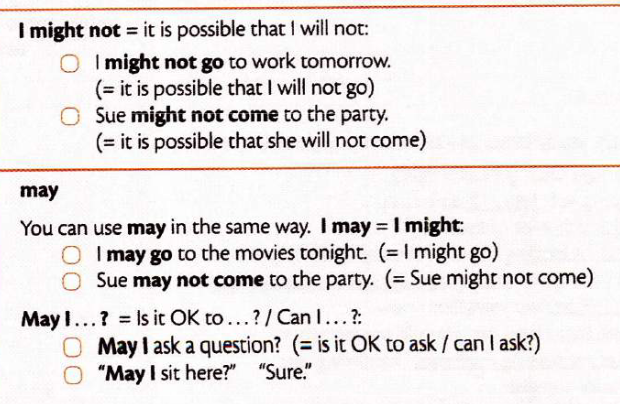 I might not = it is possible that I will not:
I might not go to work tomorrow.
(= it is possible that I will not go)
Sue might not come to the party.
(= it is possible that she will not come)
may
You can use may in the same way. I may = I might:
I may go to the movies tonight. (= I might go)
Sue may not come to the party. (= Sue might not come)
May I...? = Is it OK to...? / Can I...?:
May I ask a question? (= is it OK to ask / can I ask?)
"May I sit here?" "Sure."